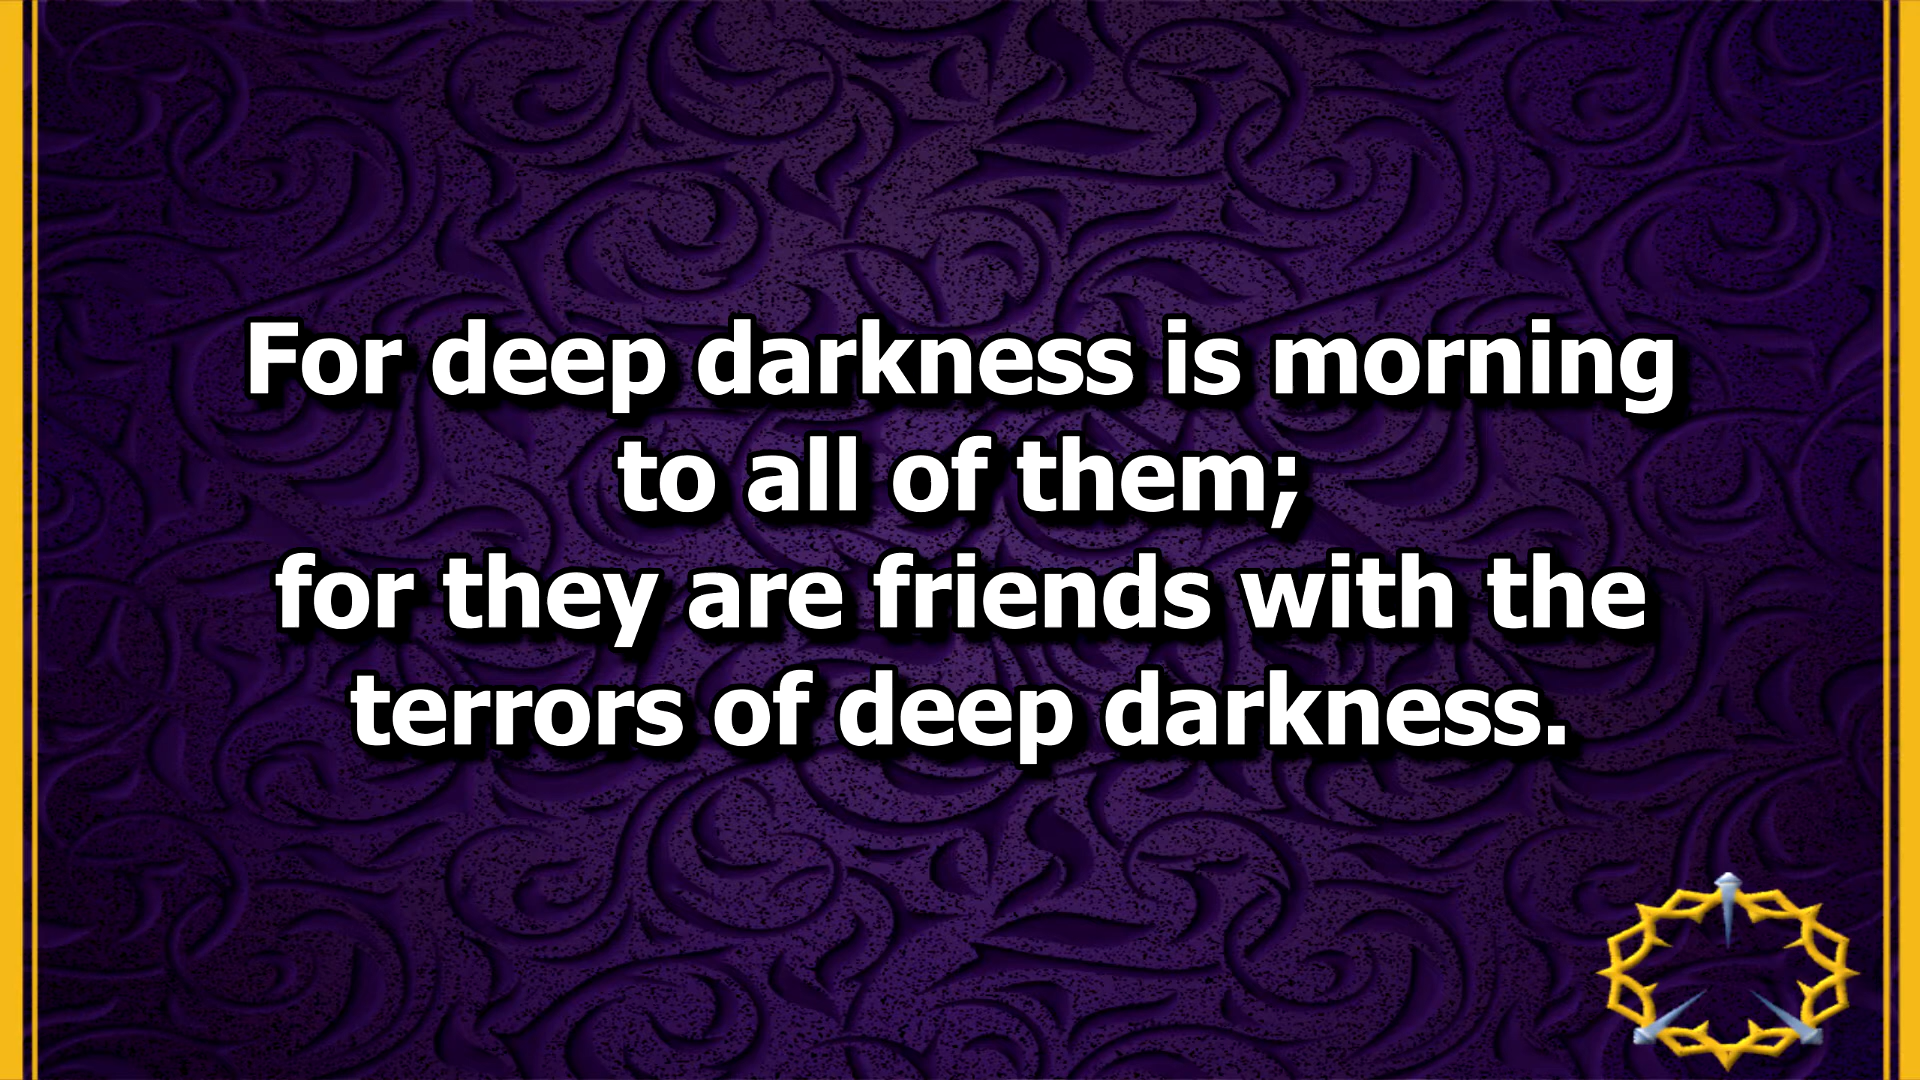 For deep darkness is morning
to all of them;
for they are friends with the
terrors of deep darkness.